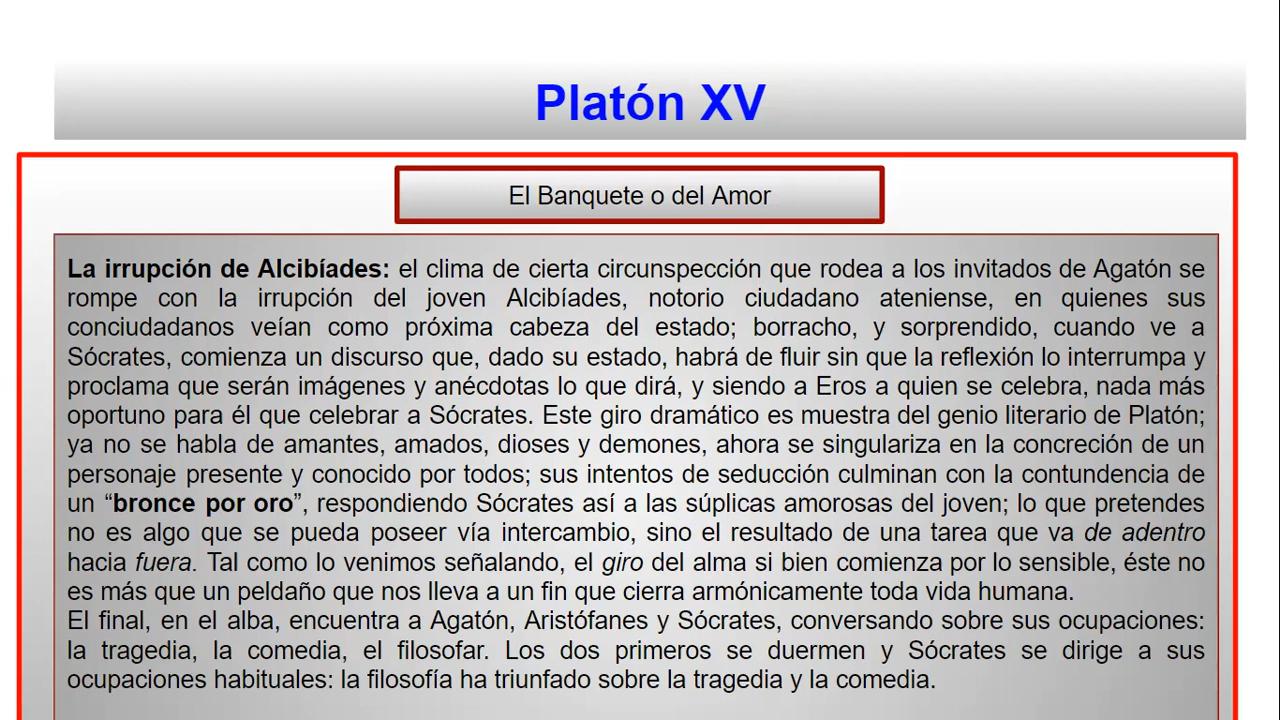 Platón XV
El Banquete o del Amor
La irrupción de Alcibíades: el clima de cierta circunspección que rodea a los invitados de Agatón se
rompe con la irrupción del joven Alcibíades, notorio ciudadano ateniense, en quienes sus
conciudadanos veían como próxima cabeza del estado; borracho, y sorprendido, cuando ve a
Sócrates, comienza un discurso que, dado su estado, habrá de fluir sin que la reflexión lo interrumpa y
proclama que serán imágenes y anécdotas lo que dirá, y siendo a Eros a quien se celebra, nada más
oportuno para él que celebrar a Sócrates. Este giro dramático es muestra del genio literario de Platón;
ya no se habla de amantes, amados, dioses y demones, ahora se singulariza en la concreción de un
personaje presente y conocido por todos; sus intentos de seducción culminan con la contundencia de
un “bronce por oro”, respondiendo Sócrates así a las súplicas amorosas del joven; lo que pretendes
no es algo que se pueda poseer vía intercambio, sino el resultado de una tarea que va de adentro
hacia fuera. Tal como lo venimos señalando, el giro del alma si bien comienza por lo sensible, éste no
es más que un peldaño que nos lleva a un fin que cierra armónicamente toda vida humana.
El final, en el alba, encuentra a Agatón, Aristófanes y Sócrates, conversando sobre sus ocupaciones:
la tragedia, la comedia, el filosofar. Los dos primeros se duermen y Sócrates se dirige a sus
ocupaciones habituales: la filosofía ha triunfado sobre la tragedia y la comedia.